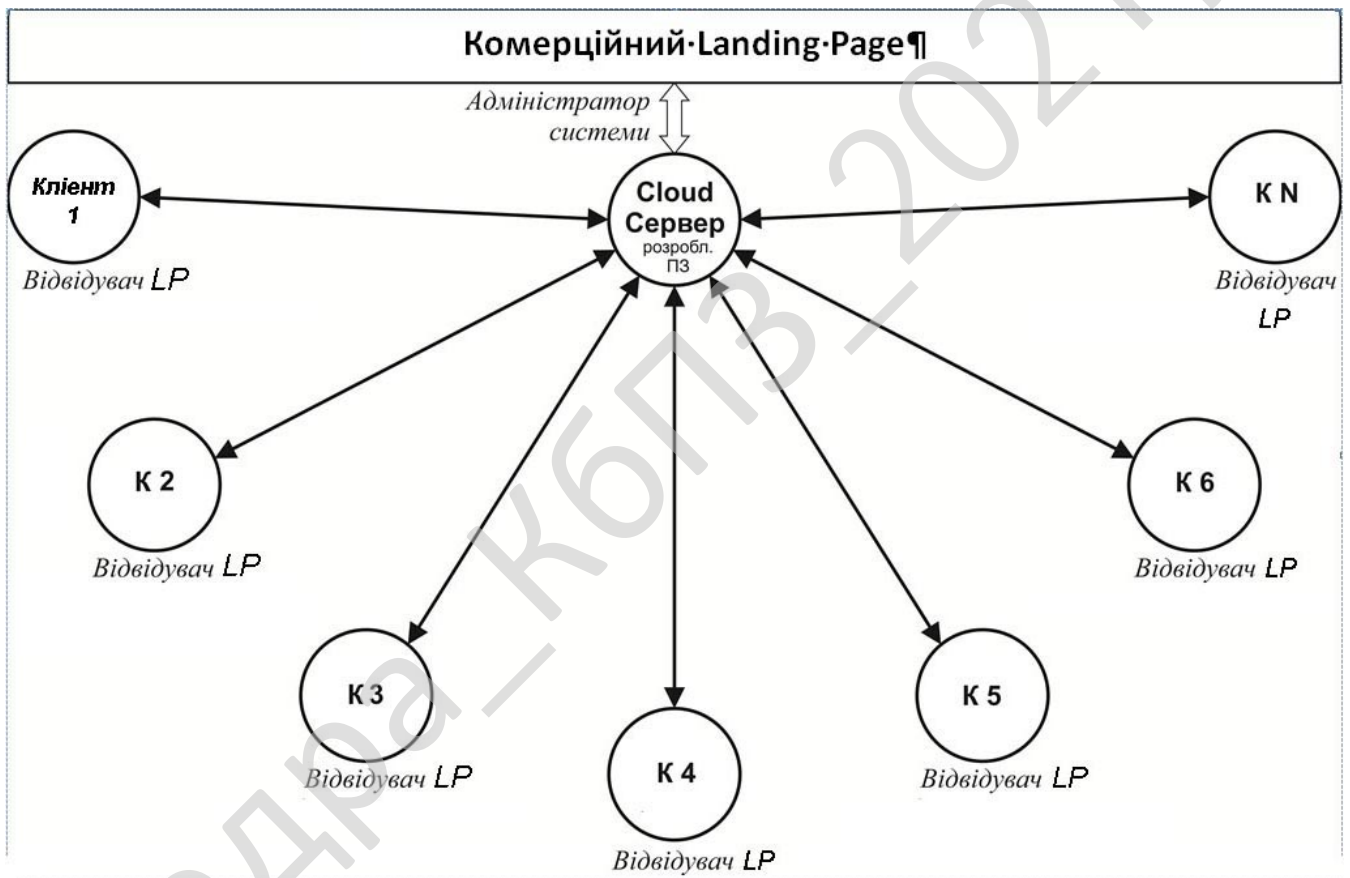 Комерційний·Landing·Page¶
Адміністратор
системи
Клієнт
1
Відвідувач LP
Cloud
Сервер
розробл.
ПЗ
К N
Відвідувач
LP
К 2
Відвідувач LP
К 6
Відвідувач LP
К 3
Відвідувач LP
К 5
Відвідувач LP
К 4
Відвідувач LP